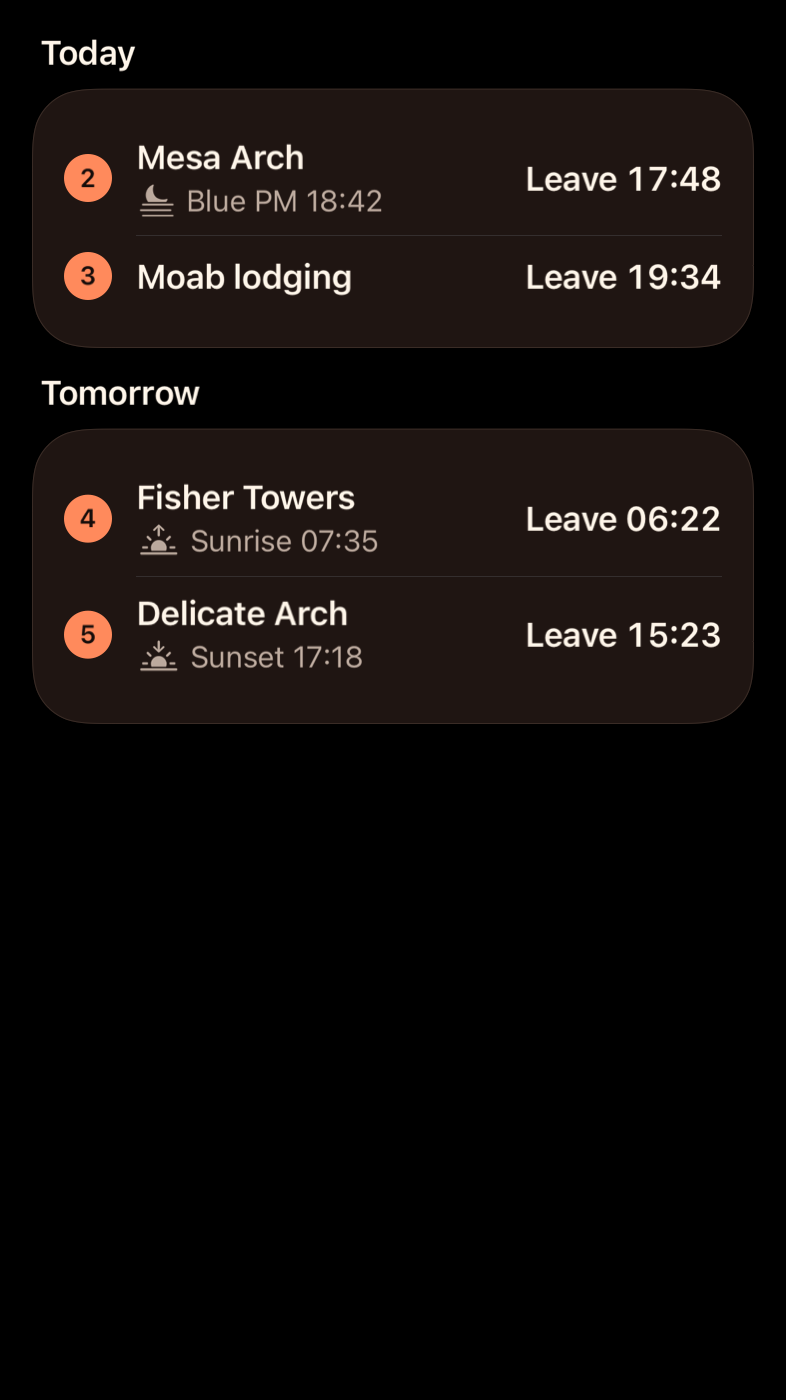 Today
2 Mesa Arch Leave 17:48
Blue PM 18:42
3 Moab lodging Leave 19:34
Tomorrow
4 Fisher Towers Leave 06:22
Sunrise 07:35
5 Delicate Arch Leave 15:23
Sunset 17:18